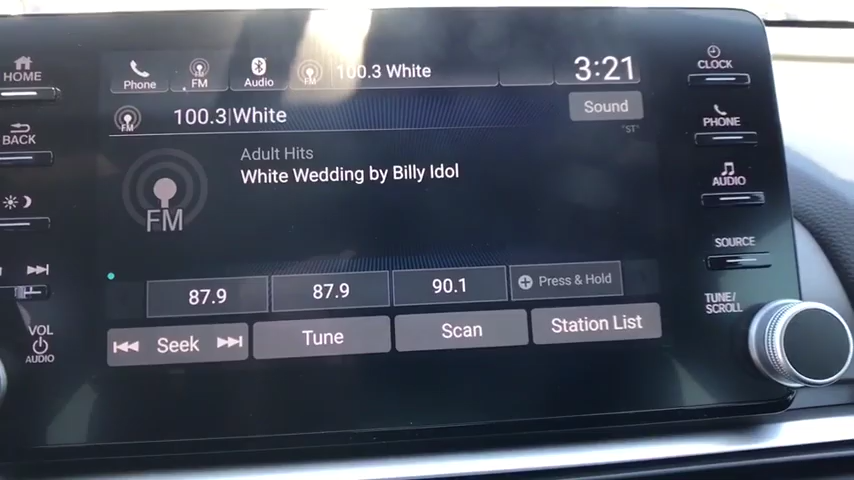 HOME
BACK
VOL
AUDIO
Phone
FM
FM
Audio
FM
100.3 White
3:21
FM
100.3|White
Sound
"ST"
Adult Hits
White Wedding by Billy Idol
FM
87.9
87.9
90.1
Press & Hold
Seek
Tune
Scan
Station List
CLOCK
PHONE
AUDIO
SOURCE
TUNE/
SCROLL